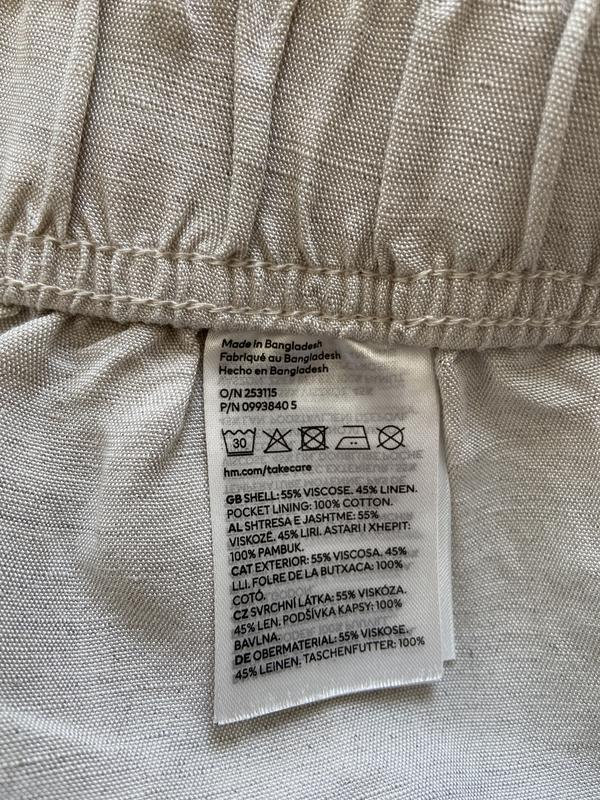 Made in Bangladesh
Fabriqué au Bangladesh
Hecho en Bangladesh
O/N 253115
P/N 0993840 5
30
hm.com/takecare
GB SHELL: 55% VISCOSE. 45% LINEN.
POCKET LINING: 100% COTTON.
AL SHTRESA E JASHTME: 55%
VISKOZË. 45% LIRI. ASTARI I XHEPIT:
100% PAMBUK.
CAT EXTERIOR: 55% VISCOSA. 45%
LLI. FOLRE DE LA BUTXACA: 100%
COTÓ.
CZ SVRCHNÍ LÁTKA: 55% VISKÓZA.
45% LEN. PODŠÍVKA KAPSY: 100%
BAVLNA.
DE OBERMATERIAL: 55% VISKOSE.
45% LEINEN. TASCHENFUTTER: 100%